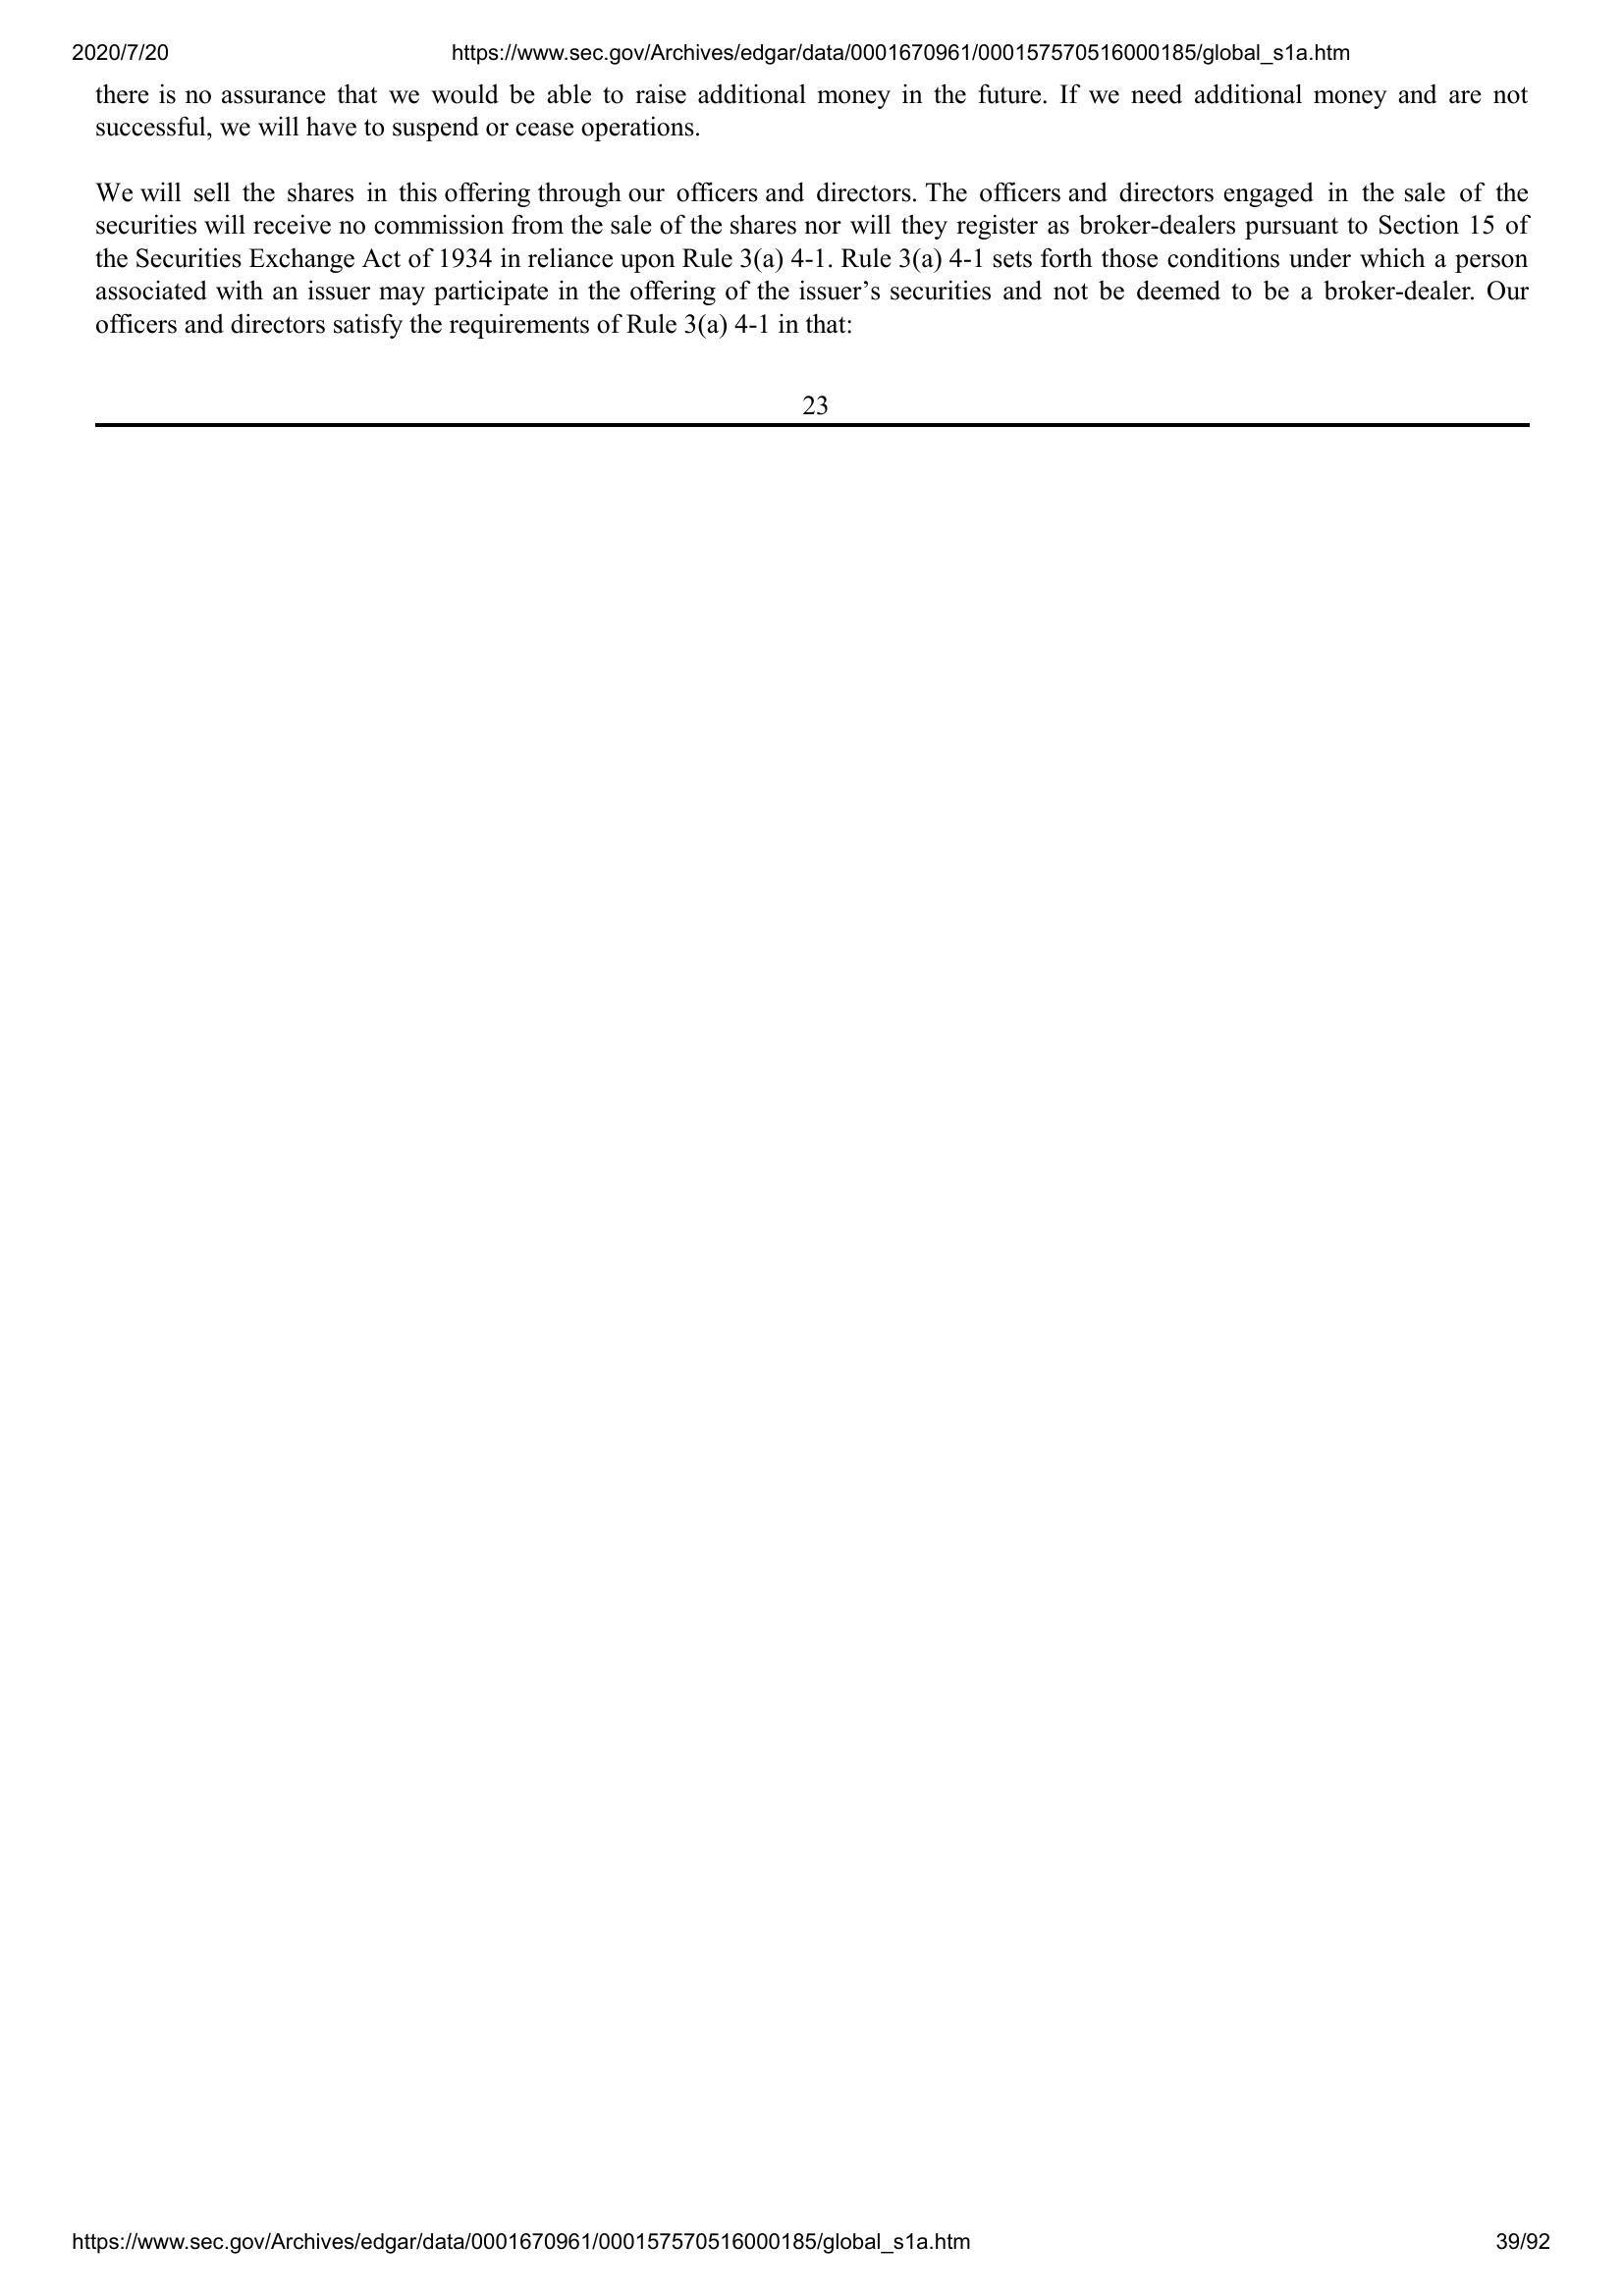 2020/7/20 https://www.sec.gov/Archives/edgar/data/0001670961/000157570516000185/global_s1a.htm
there is no assurance that we would be able to raise additional money in the future. If we need additional money and are not
successful, we will have to suspend or cease operations.
We will sell the shares in this offering through our officers and directors. The officers and directors engaged in the sale of the
securities will receive no commission from the sale of the shares nor will they register as broker-dealers pursuant to Section 15 of
the Securities Exchange Act of 1934 in reliance upon Rule 3(a) 4-1. Rule 3(a) 4-1 sets forth those conditions under which a person
associated with an issuer may participate in the offering of the issuer’s securities and not be deemed to be a broker-dealer. Our
officers and directors satisfy the requirements of Rule 3(a) 4-1 in that:
23
https://www.sec.gov/Archives/edgar/data/0001670961/000157570516000185/global_s1a.htm 39/92